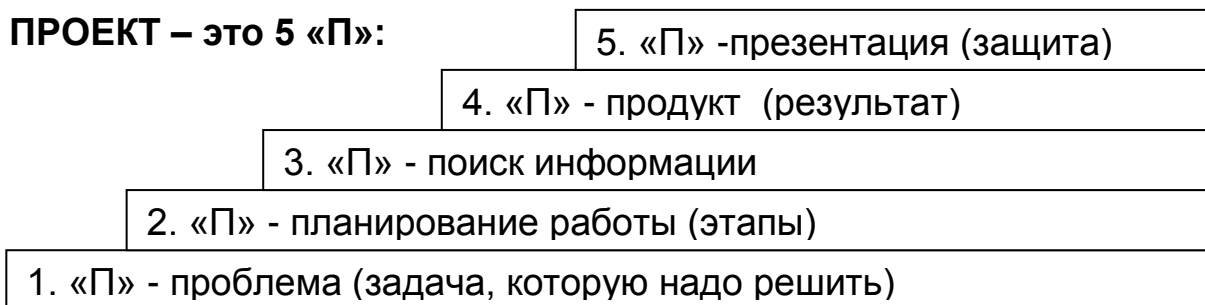 ПРОЕКТ – это 5 «П»:
5. «П» -презентация (защита)
4. «П» - продукт  (результат)
3. «П» - поиск информации
2. «П» - планирование работы (этапы)
1. «П» - проблема (задача, которую надо решить)